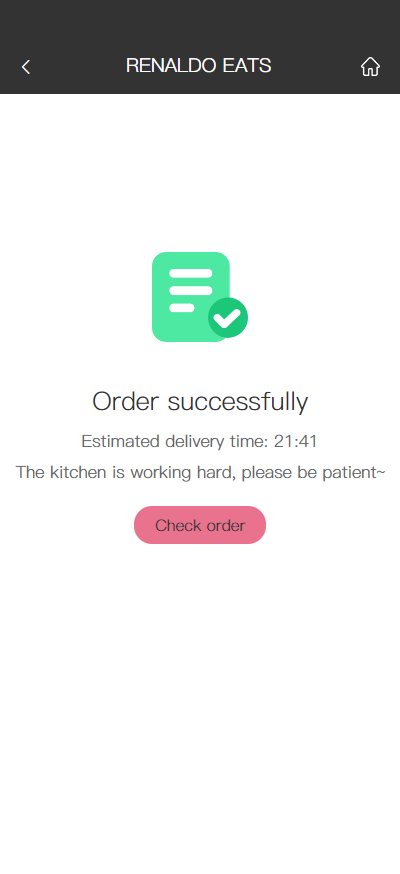 RENALDO EATS
Order successfully
Estimated delivery time: 21:41
The kitchen is working hard, please be patient~
Check order